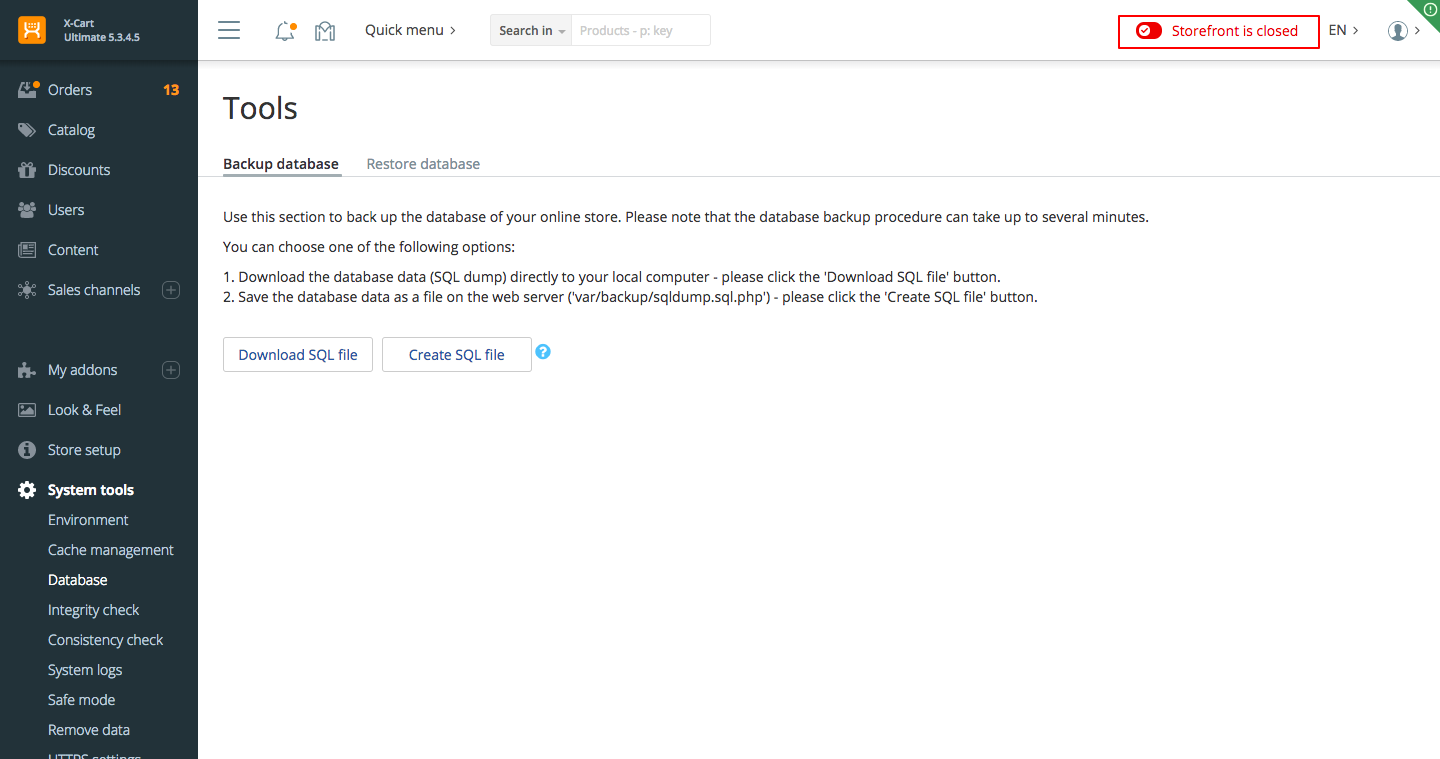 X-Cart
Ultimate 5.3.4.5
Quick menu
Search in
Products - p: key
Storefront is closed
EN
Orders 13
Catalog
Discounts
Users
Content
Sales channels
My addons
Look & Feel
Store setup
System tools
Environment
Cache management
Database
Integrity check
Consistency check
System logs
Safe mode
Remove data
HTTPS settings
Tools
Backup database
Restore database
Use this section to back up the database of your online store. Please note that the database backup procedure can take up to several minutes.
You can choose one of the following options:
1. Download the database data (SQL dump) directly to your local computer - please click the 'Download SQL file' button.
2. Save the database data as a file on the web server ('var/backup/sqldump.sql.php') - please click the 'Create SQL file' button.
Download SQL file
Create SQL file
?